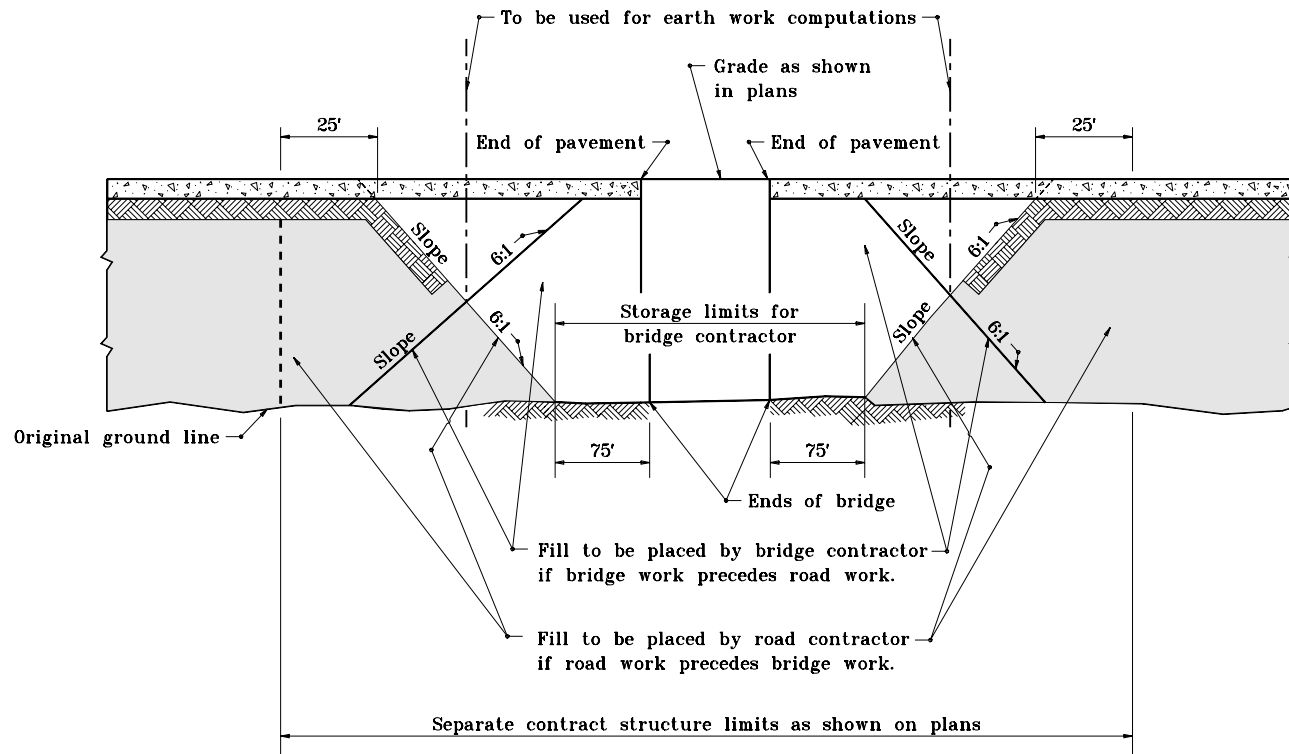 To be used for earth work computations
Grade as shown
in plans
25'
25'
End of pavement
End of pavement
Slope
6:1
Slope
6:1
Storage limits for
bridge contractor
6:1
Slope
Slope
6:1
Original ground line
75'
75'
Ends of bridge
Fill to be placed by bridge contractor
if bridge work precedes road work.
Fill to be placed by road contractor
if road work precedes bridge work.
Separate contract structure limits as shown on plans